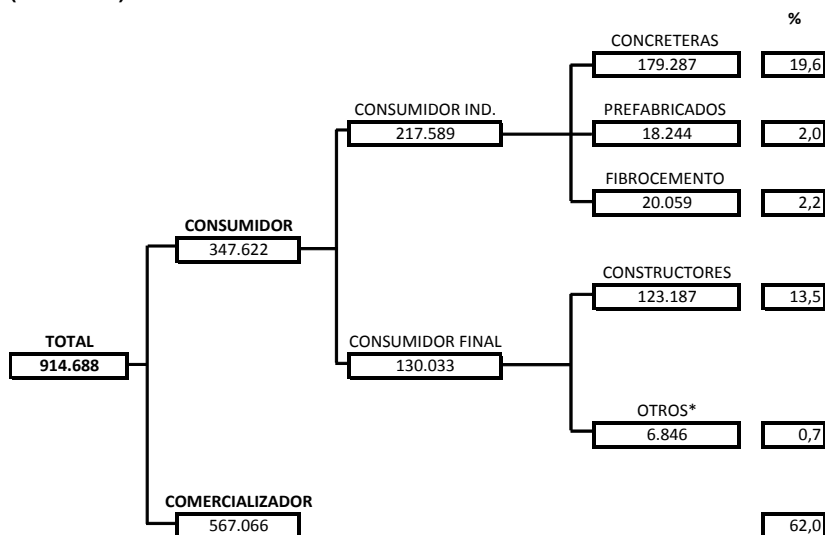 %
CONCRETERAS
179.287 19,6
CONSUMIDOR IND. PREFABRICADOS
217.589 18.244 2,0
FIBROCEMENTO
20.059 2,2
CONSUMIDOR
347.622
CONSTRUCTORES
123.187 13,5
TOTAL CONSUMIDOR FINAL
914.688 130.033
OTROS*
6.846 0,7
COMERCIALIZADOR
567.066 62,0